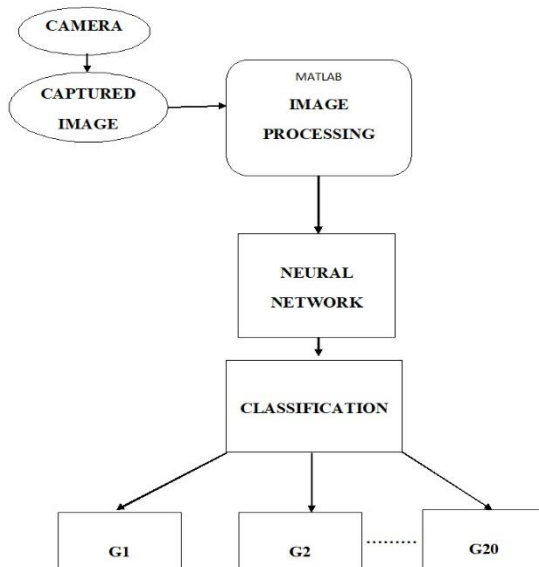 CAMERA
CAPTURED
IMAGE
MATLAB
IMAGE
PROCESSING
NEURAL
NETWORK
CLASSIFICATION
G1
G2
G20